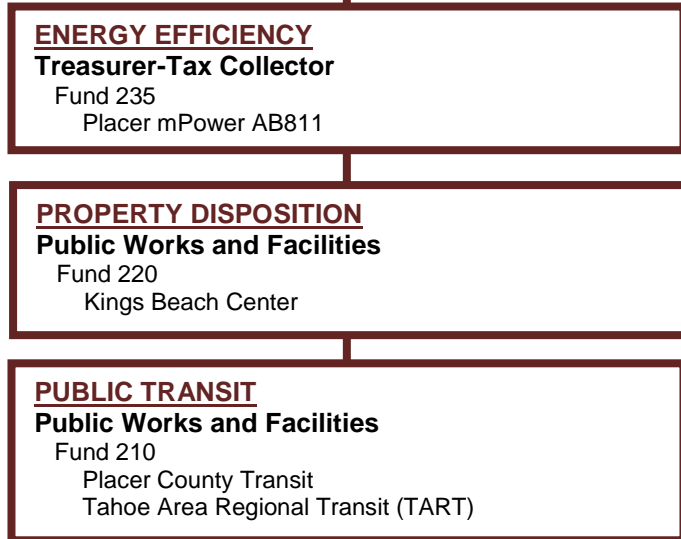 ENERGY EFFICIENCY
Treasurer-Tax Collector
Fund 235
Placer mPower AB811
PROPERTY DISPOSITION
Public Works and Facilities
Fund 220
Kings Beach Center
PUBLIC TRANSIT
Public Works and Facilities
Fund 210
Placer County Transit
Tahoe Area Regional Transit (TART)